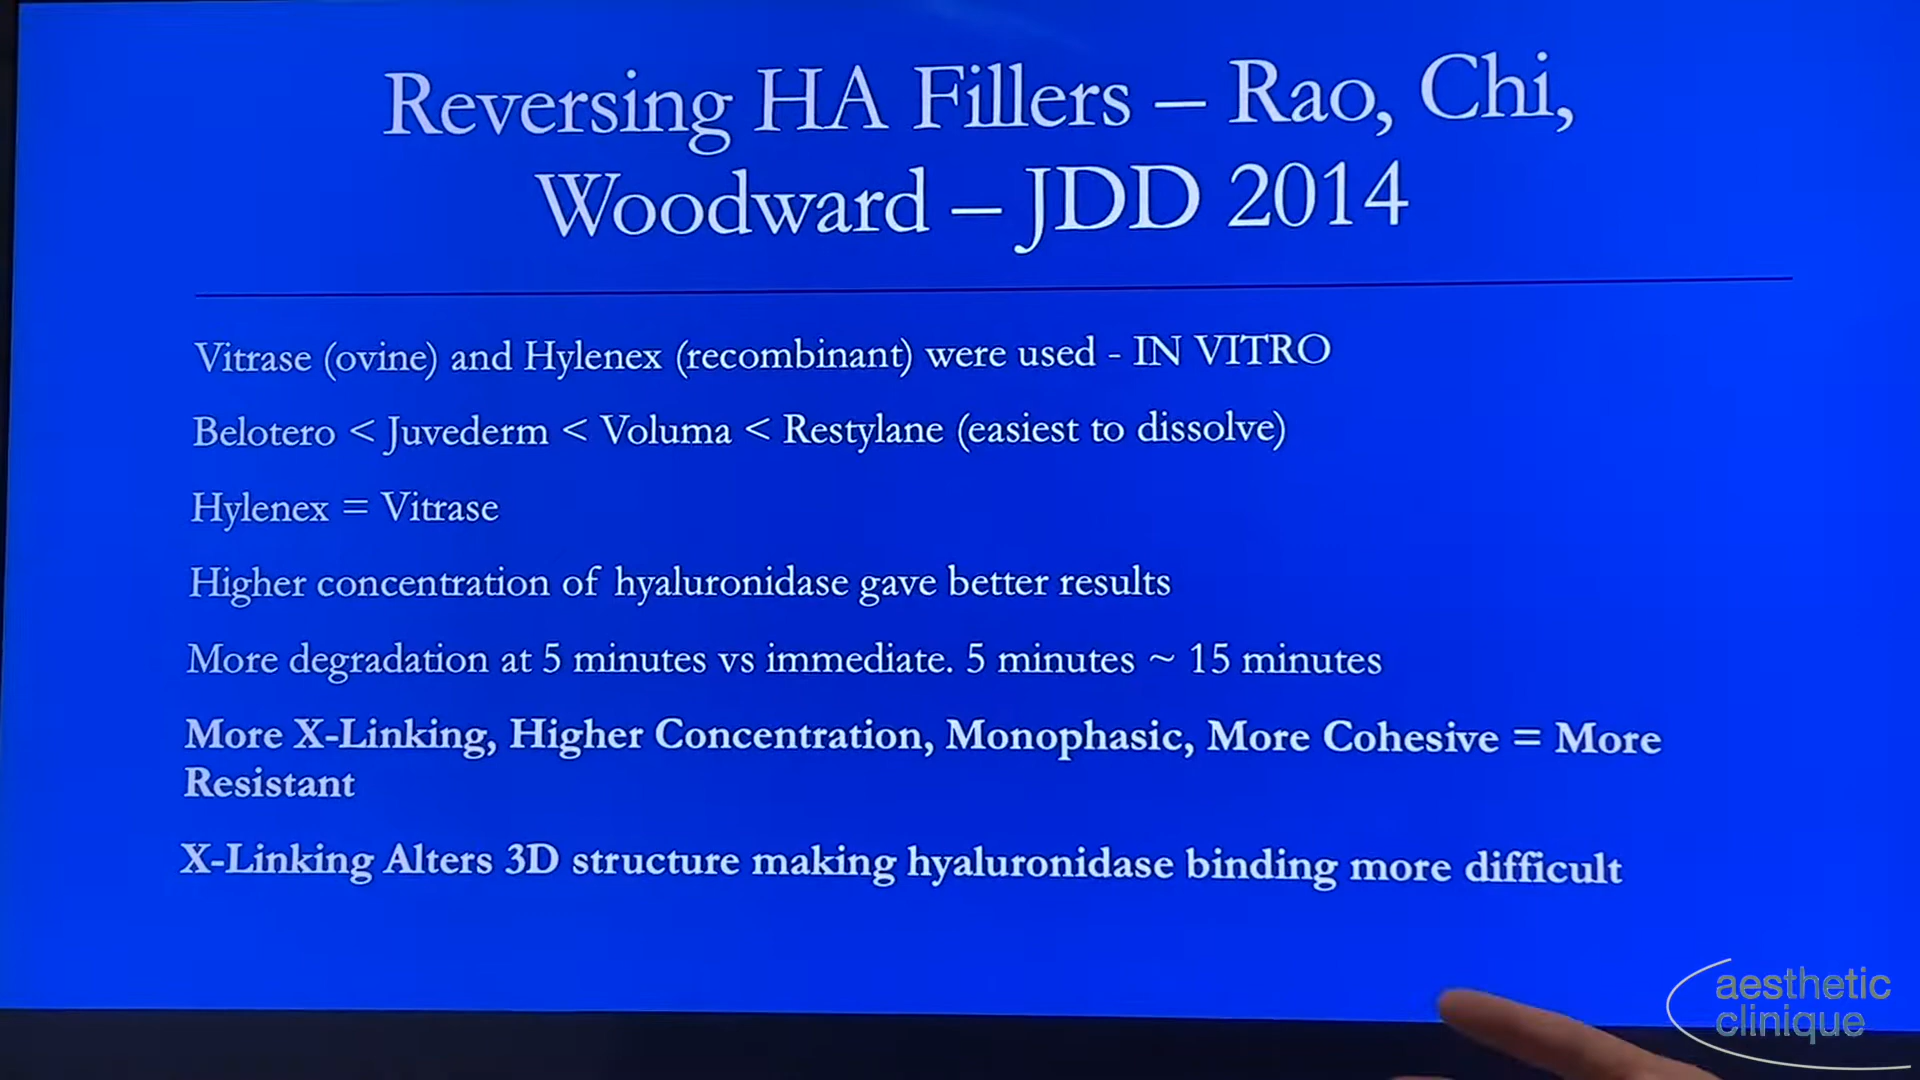 Reversing HA Fillers – Rao, Chi,
Woodward – JDD 2014
Vitrase (ovine) and Hylenex (recombinant) were used - IN VITRO
Belotero < Juvederm < Voluma < Restylane (easiest to dissolve)
Hylenex = Vitrase
Higher concentration of hyaluronidase gave better results
More degradation at 5 minutes vs immediate. 5 minutes ~ 15 minutes
More X-Linking, Higher Concentration, Monophasic, More Cohesive = More
Resistant
X-Linking Alters 3D structure making hyaluronidase binding more difficult
aesthetic
clinique